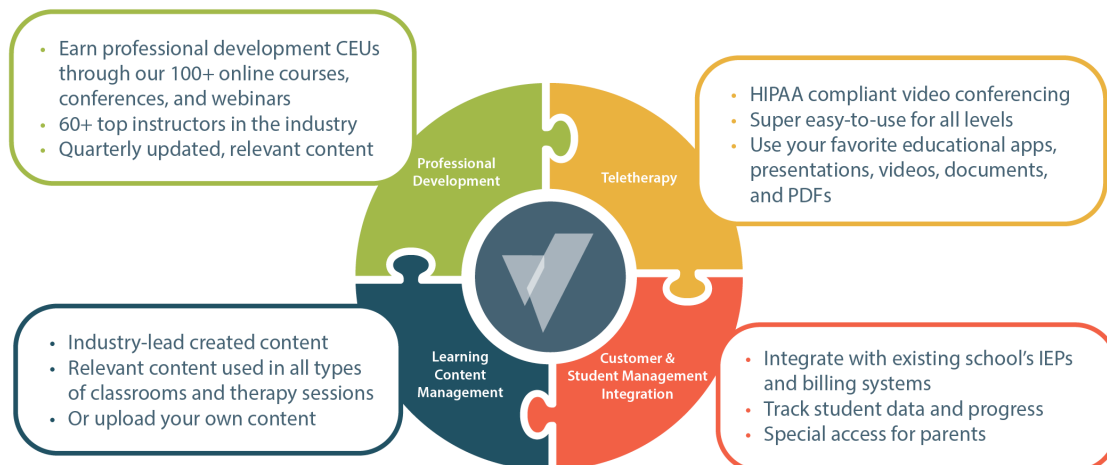 • Earn professional development CEUs
through our 100+ online courses,
conferences, and webinars
• 60+ top instructors in the industry
• Quarterly updated, relevant content
Professional
Development
Teletherapy
• HIPAA compliant video conferencing
• Super easy-to-use for all levels
• Use your favorite educational apps,
presentations, videos, documents,
and PDFs
• Industry-lead created content
• Relevant content used in all types
of classrooms and therapy sessions
• Or upload your own content
Learning
Content
Management
Customer &
Student Management
Integration
• Integrate with existing school's IEPs
and billing systems
• Track student data and progress
• Special access for parents